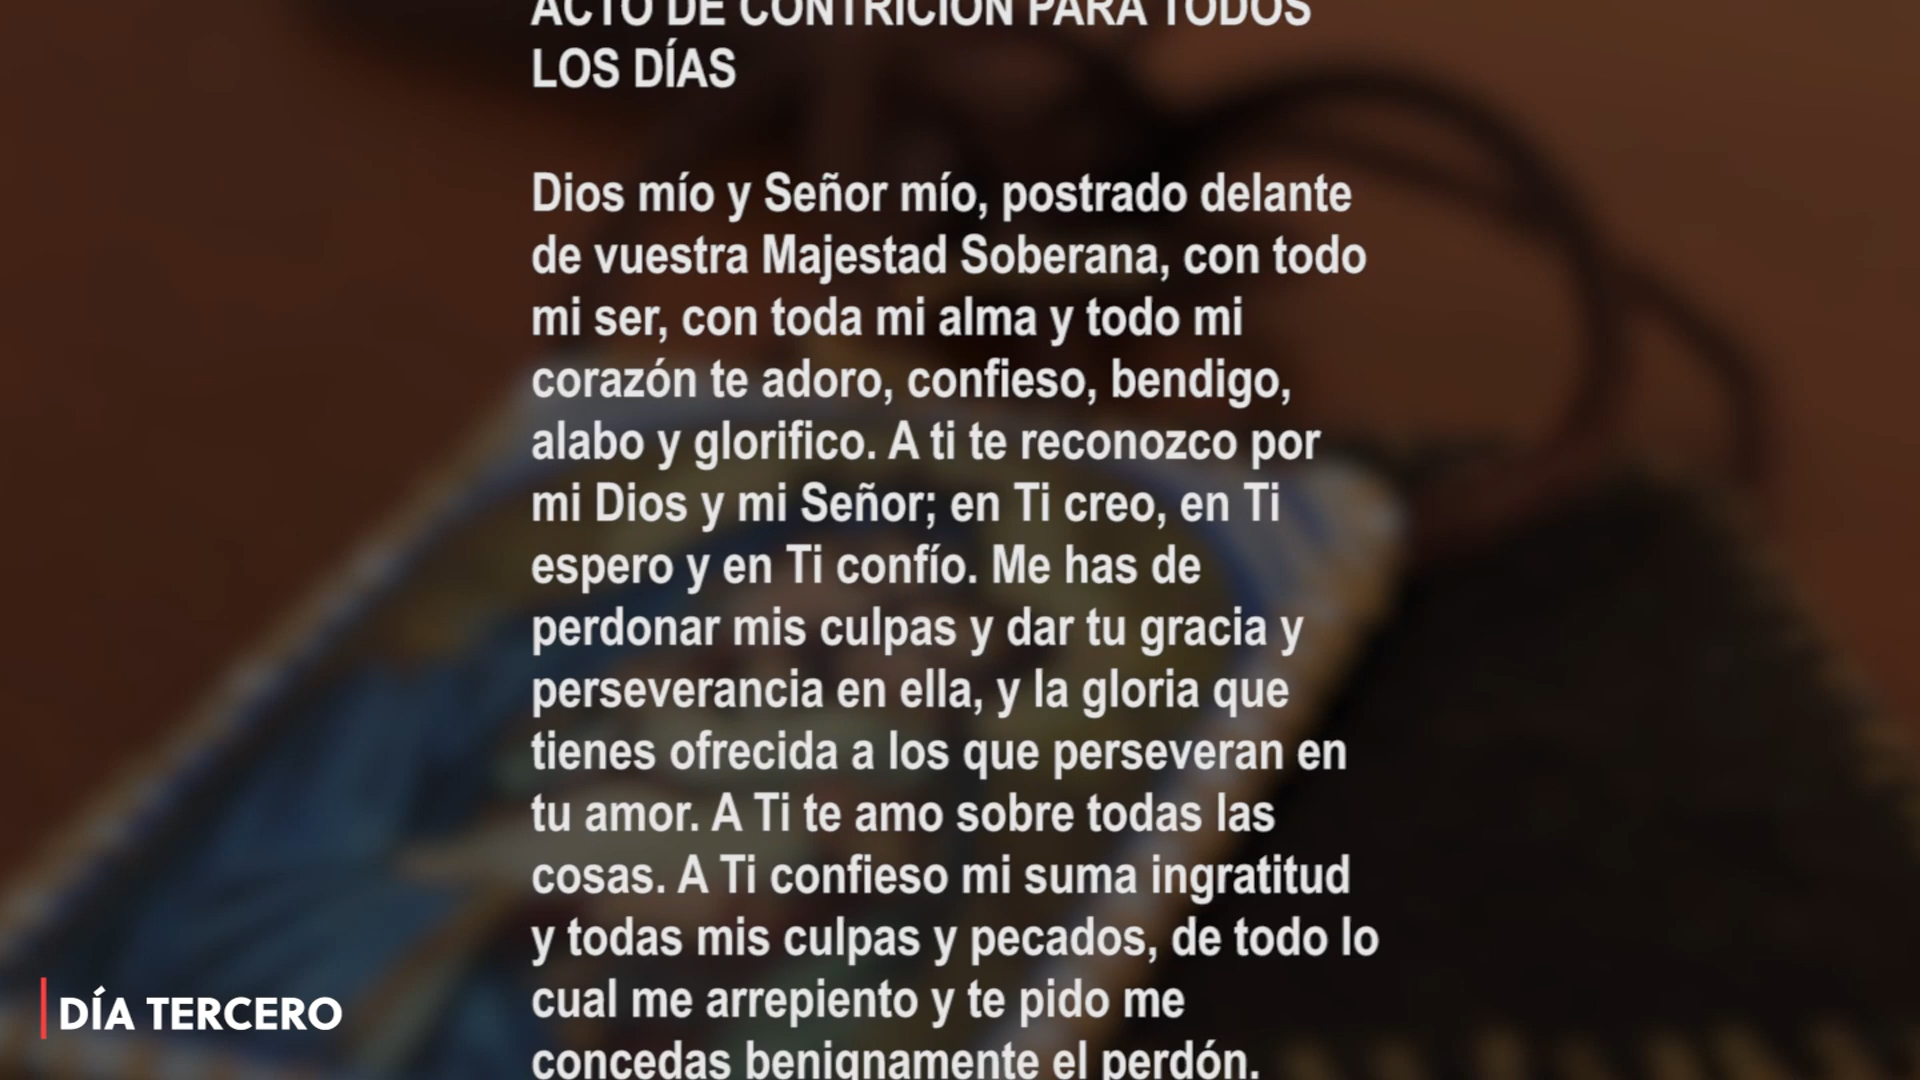 ACTO DE CONTRICIÓN PARA TODOS
LOS DÍAS
Dios mío y Señor mío, postrado delante
de vuestra Majestad Soberana, con todo
mi ser, con toda mi alma y todo mi
corazón te adoro, confieso, bendigo,
alabo y glorifico. A ti te reconozco por
mi Dios y mi Señor; en Ti creo, en Ti
espero y en Ti confío. Me has de
perdonar mis culpas y dar tu gracia y
perseverancia en ella, y la gloria que
tienes ofrecida a los que perseveran en
tu amor. A Ti te amo sobre todas las
cosas. A Ti confieso mi suma ingratitud
y todas mis culpas y pecados, de todo lo
cual me arrepiento y te pido me
concedas benignamente el perdón.
DÍA TERCERO